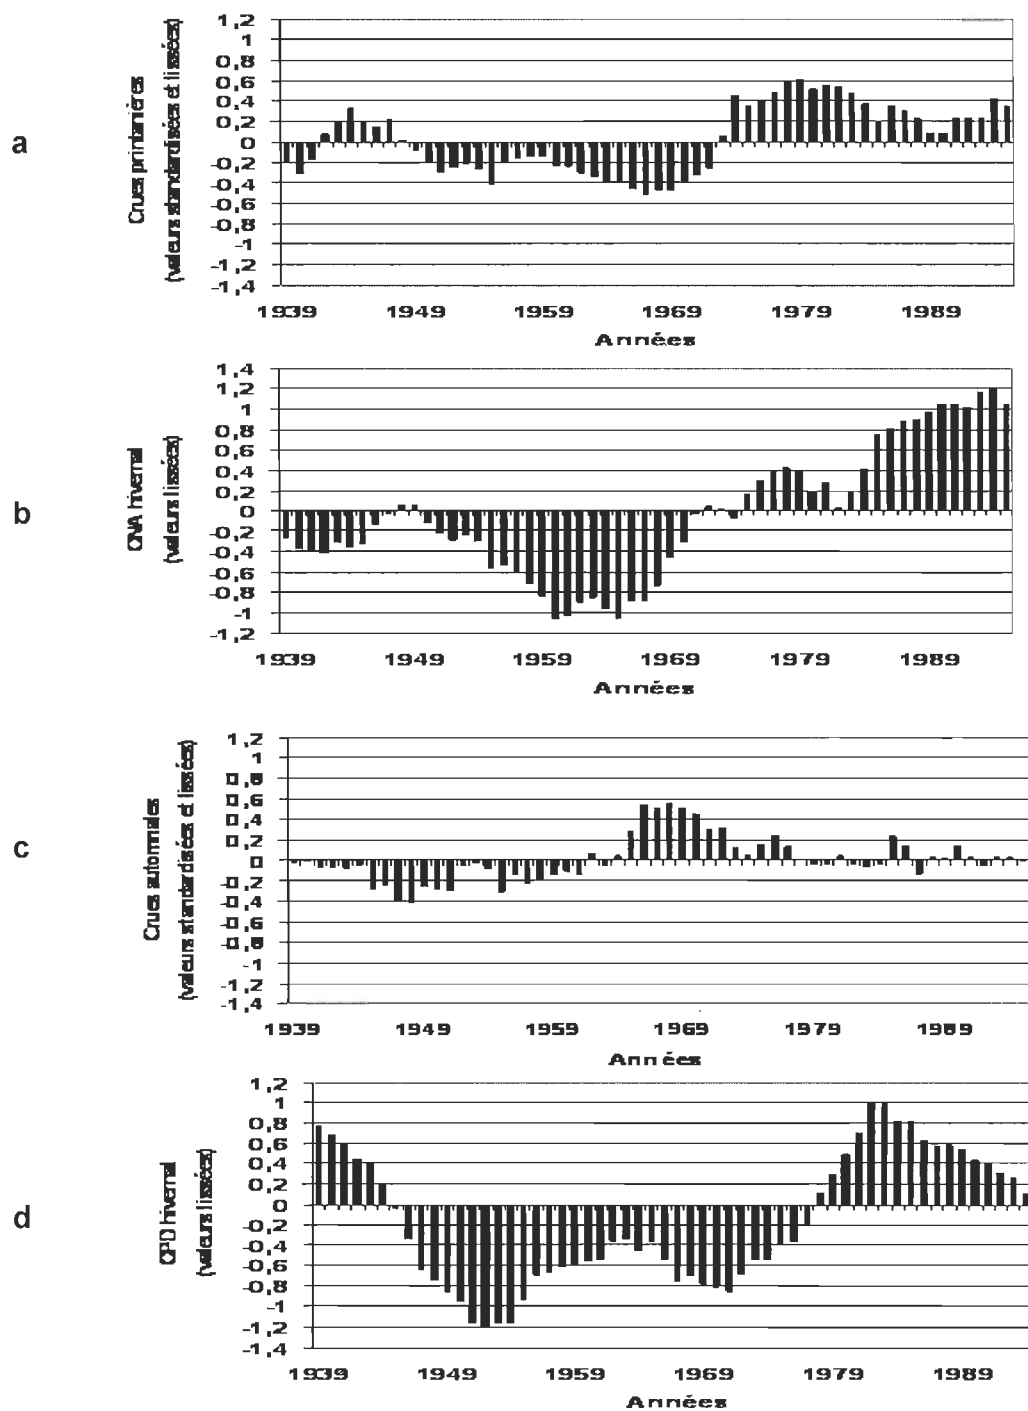 a
Crues printanières
(valeurs standardisées et lissées)
1,2
1
0,8
0,6
0,4
0,2
0
-0,2
-0,4
-0,6
-0,8
-1
-1,2
-1,4
1939 1949 1959 1969 1979 1989
Années
b
ONA hivernal
(valeurs lissées)
1,4
1,2
1
0,8
0,6
0,4
0,2
0
-0,2
-0,4
-0,6
-0,8
-1
-1,2
1939 1949 1959 1969 1979 1989
Années
c
Crues automnales
(valeurs standardisées et lissées)
1,2
1
0,8
0,6
0,4
0,2
0
-0,2
-0,4
-0,6
-0,8
-1
-1,2
-1,4
1939 1949 1959 1969 1979 1989
Années
d
OPD hivernal
(valeurs lissées)
1,2
1
0,8
0,6
0,4
0,2
0
-0,2
-0,4
-0,6
-0,8
-1
-1,2
-1,4
1939 1949 1959 1969 1979 1989
Années